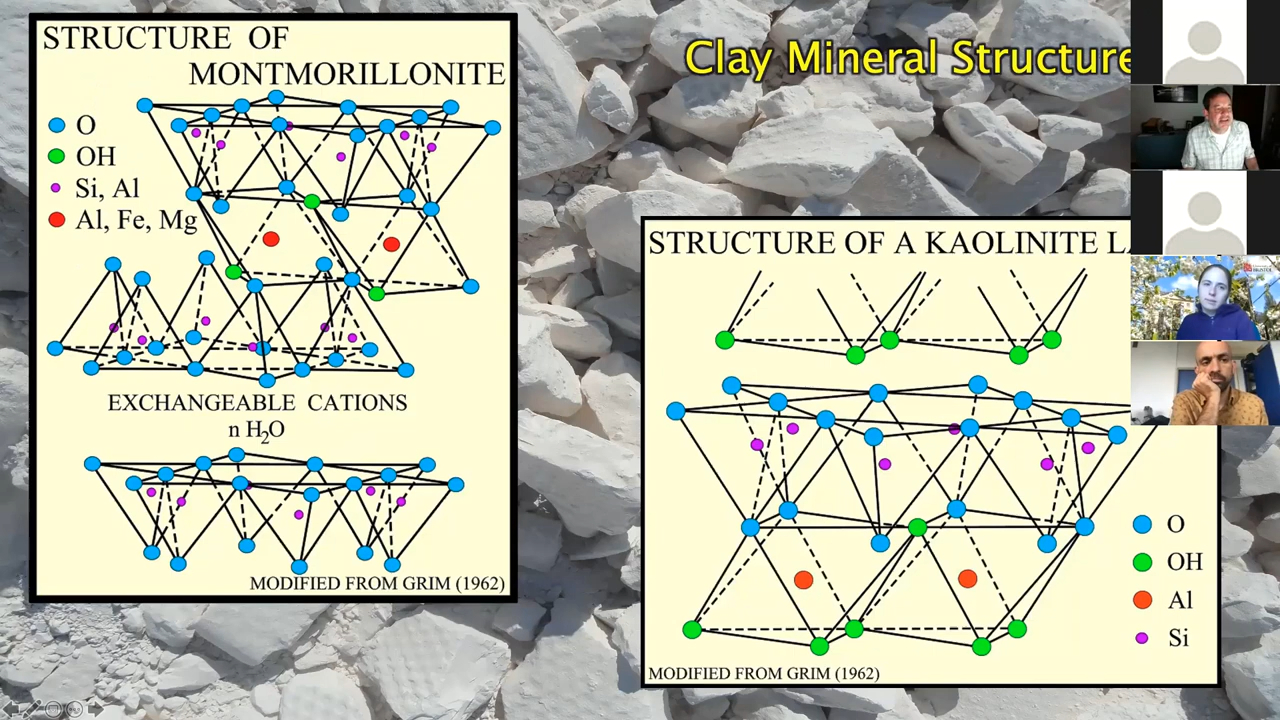 Clay Mineral Structure
STRUCTURE OF
MONTMORILLONITE
O
OH
Si, Al
Al, Fe, Mg
EXCHANGEABLE CATIONS
n H₂O
MODIFIED FROM GRIM (1962)
STRUCTURE OF A KAOLINITE
O
OH
Al
Si
MODIFIED FROM GRIM (1962)